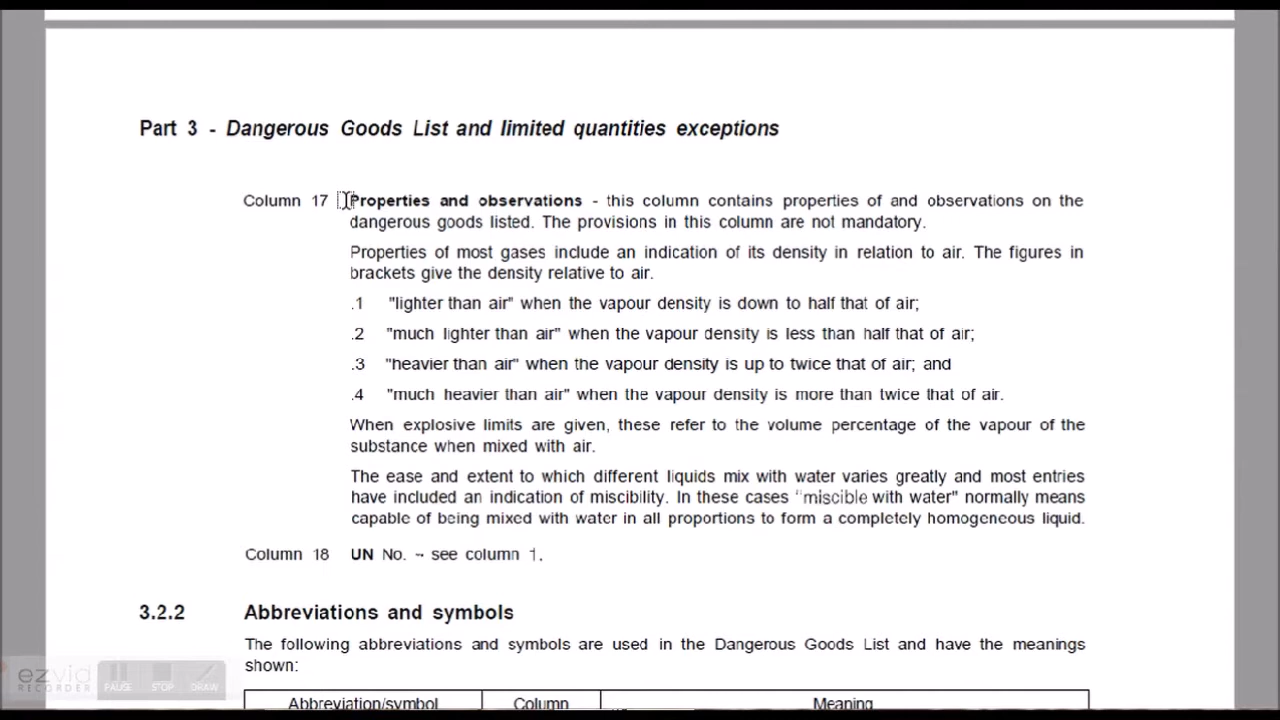 Part 3 - Dangerous Goods List and limited quantities exceptions
Column 17 Properties and observations - this column contains properties of and observations on the
dangerous goods listed. The provisions in this column are not mandatory.
Properties of most gases include an indication of its density in relation to air. The figures in
brackets give the density relative to air.
.1 "lighter than air" when the vapour density is down to half that of air;
.2 "much lighter than air" when the vapour density is less than half that of air;
.3 "heavier than air" when the vapour density is up to twice that of air; and
.4 "much heavier than air" when the vapour density is more than twice that of air.
When explosive limits are given, these refer to the volume percentage of the vapour of the
substance when mixed with air.
The ease and extent to which different liquids mix with water varies greatly and most entries
have included an indication of miscibility. In these cases "miscible with water" normally means
capable of being mixed with water in all proportions to form a completely homogeneous liquid.
Column 18 UN No. - see column 1.
3.2.2 Abbreviations and symbols
The following abbreviations and symbols are used in the Dangerous Goods List and have the meanings
shown:
Abbreviation/symbol Column Meaning
ezvid
RECORDER
PAUSE STOP DRAW